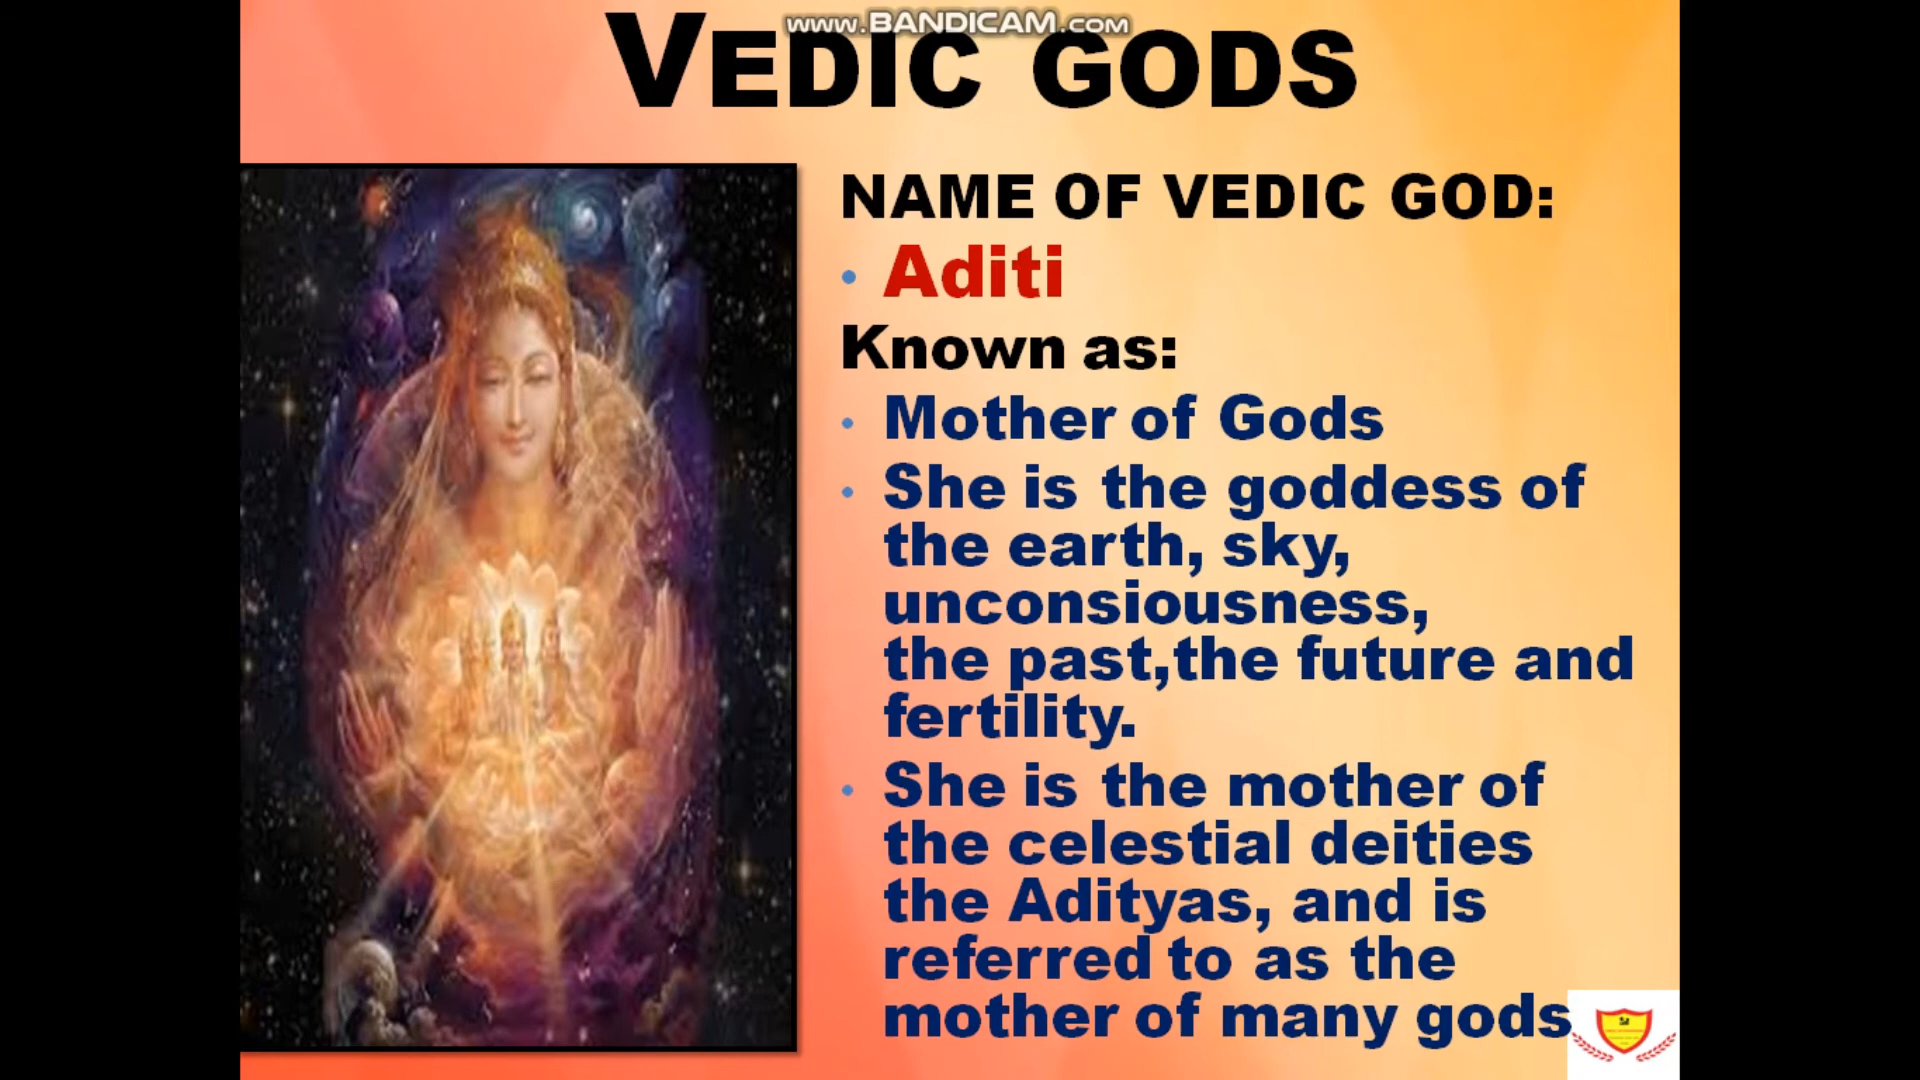 www.BANDICAM.com
VEDIC GODS
NAME OF VEDIC GOD:
• Aditi
Known as:
• Mother of Gods
• She is the goddess of
the earth, sky,
unconsiousness,
the past,the future and
fertility.
• She is the mother of
the celestial deities
the Adityas, and is
referred to as the
mother of many gods